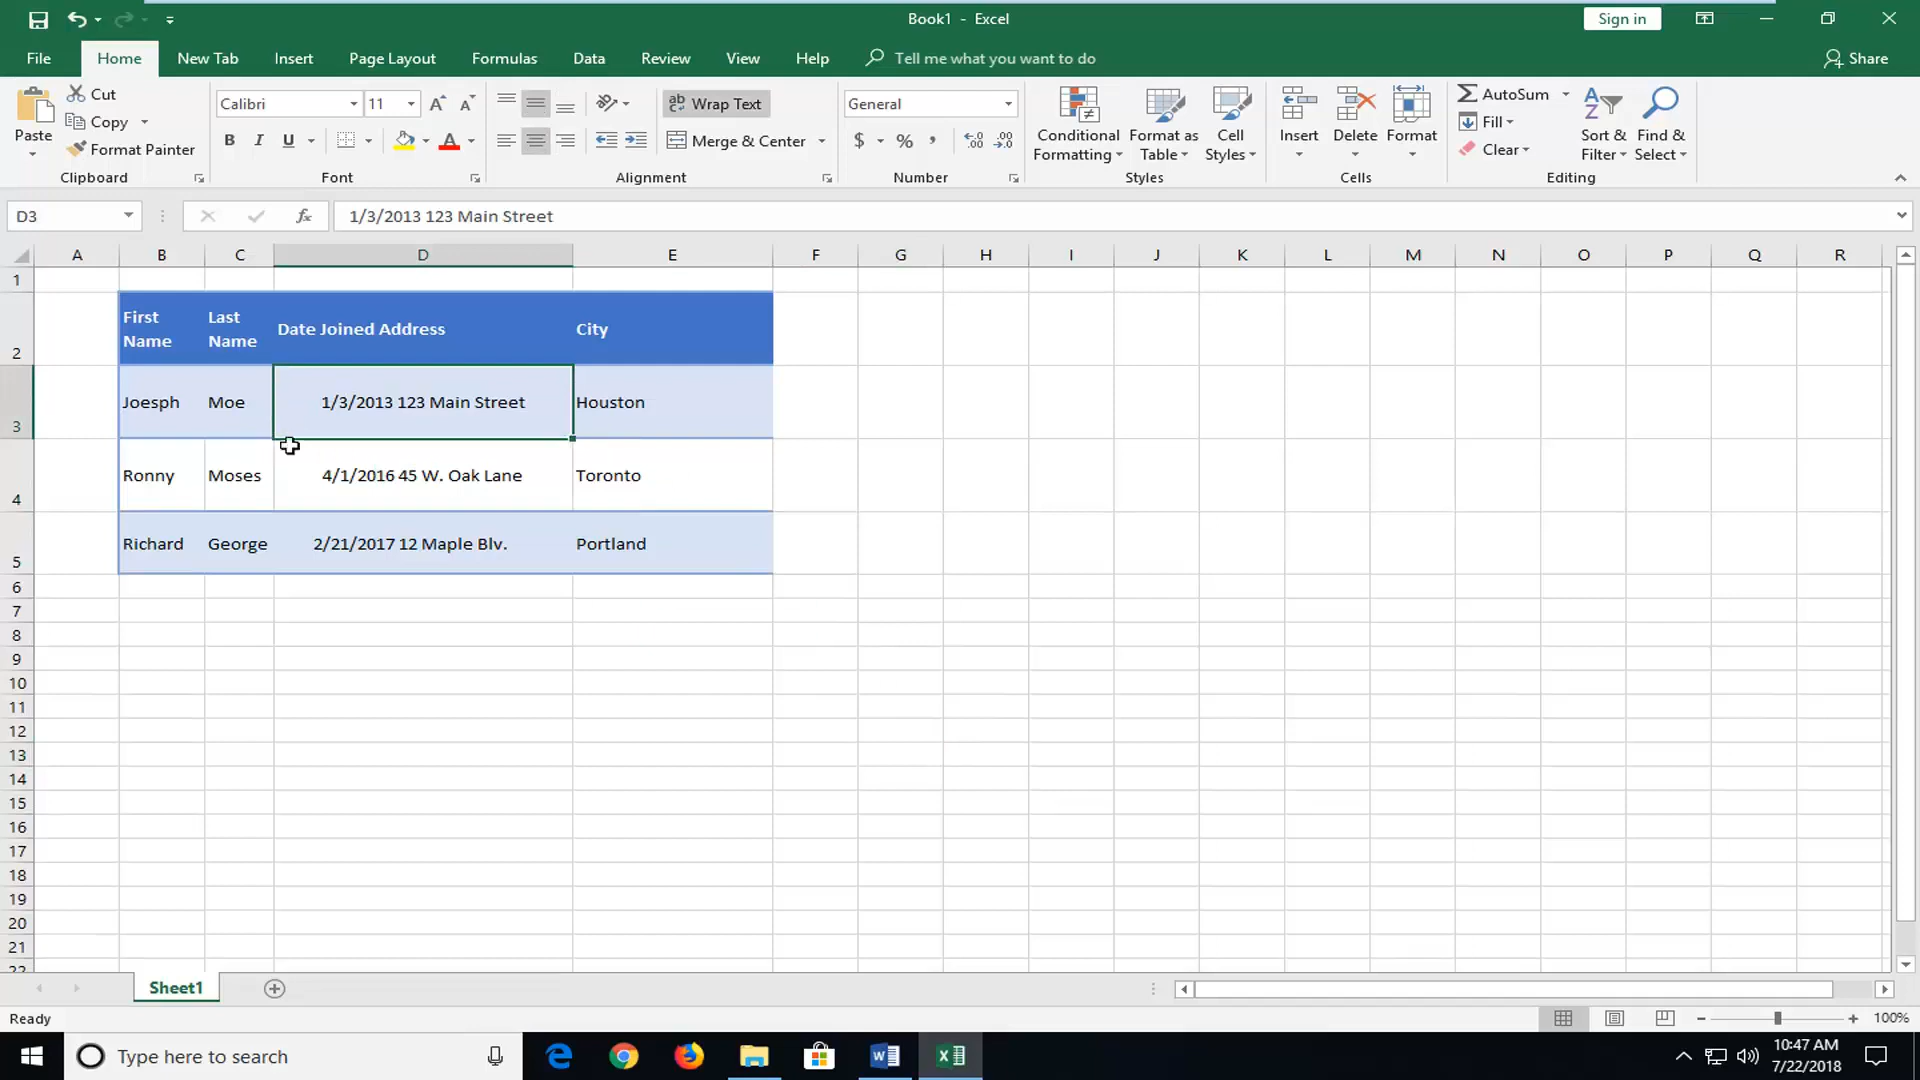 Book1 - Excel
Sign in
File Home New Tab Insert Page Layout Formulas Data Review View Help Tell me what you want to do Share
Paste
Cut
Copy
Format Painter
Clipboard
Calibri 11
B I U A
Font
Wrap Text
Merge & Center
Alignment
General
$ % ,
Number
Conditional Formatting
Format as Table
Cell Styles
Styles
Insert Delete Format
Cells
AutoSum
Fill
Clear
Sort & Filter
Find & Select
Editing
D3 fx 1/3/2013 123 Main Street
A B C D E F G H I J K L M N O P Q R
1
2 First Name Last Name Date Joined Address City
3 Joesph Moe 1/3/2013 123 Main Street Houston
4 Ronny Moses 4/1/2016 45 W. Oak Lane Toronto
5 Richard George 2/21/2017 12 Maple Blv. Portland
6
7
8
9
10
11
12
13
14
15
16
17
18
19
20
21
22
Sheet1
Ready 100%
Type here to search
10:47 AM
7/22/2018